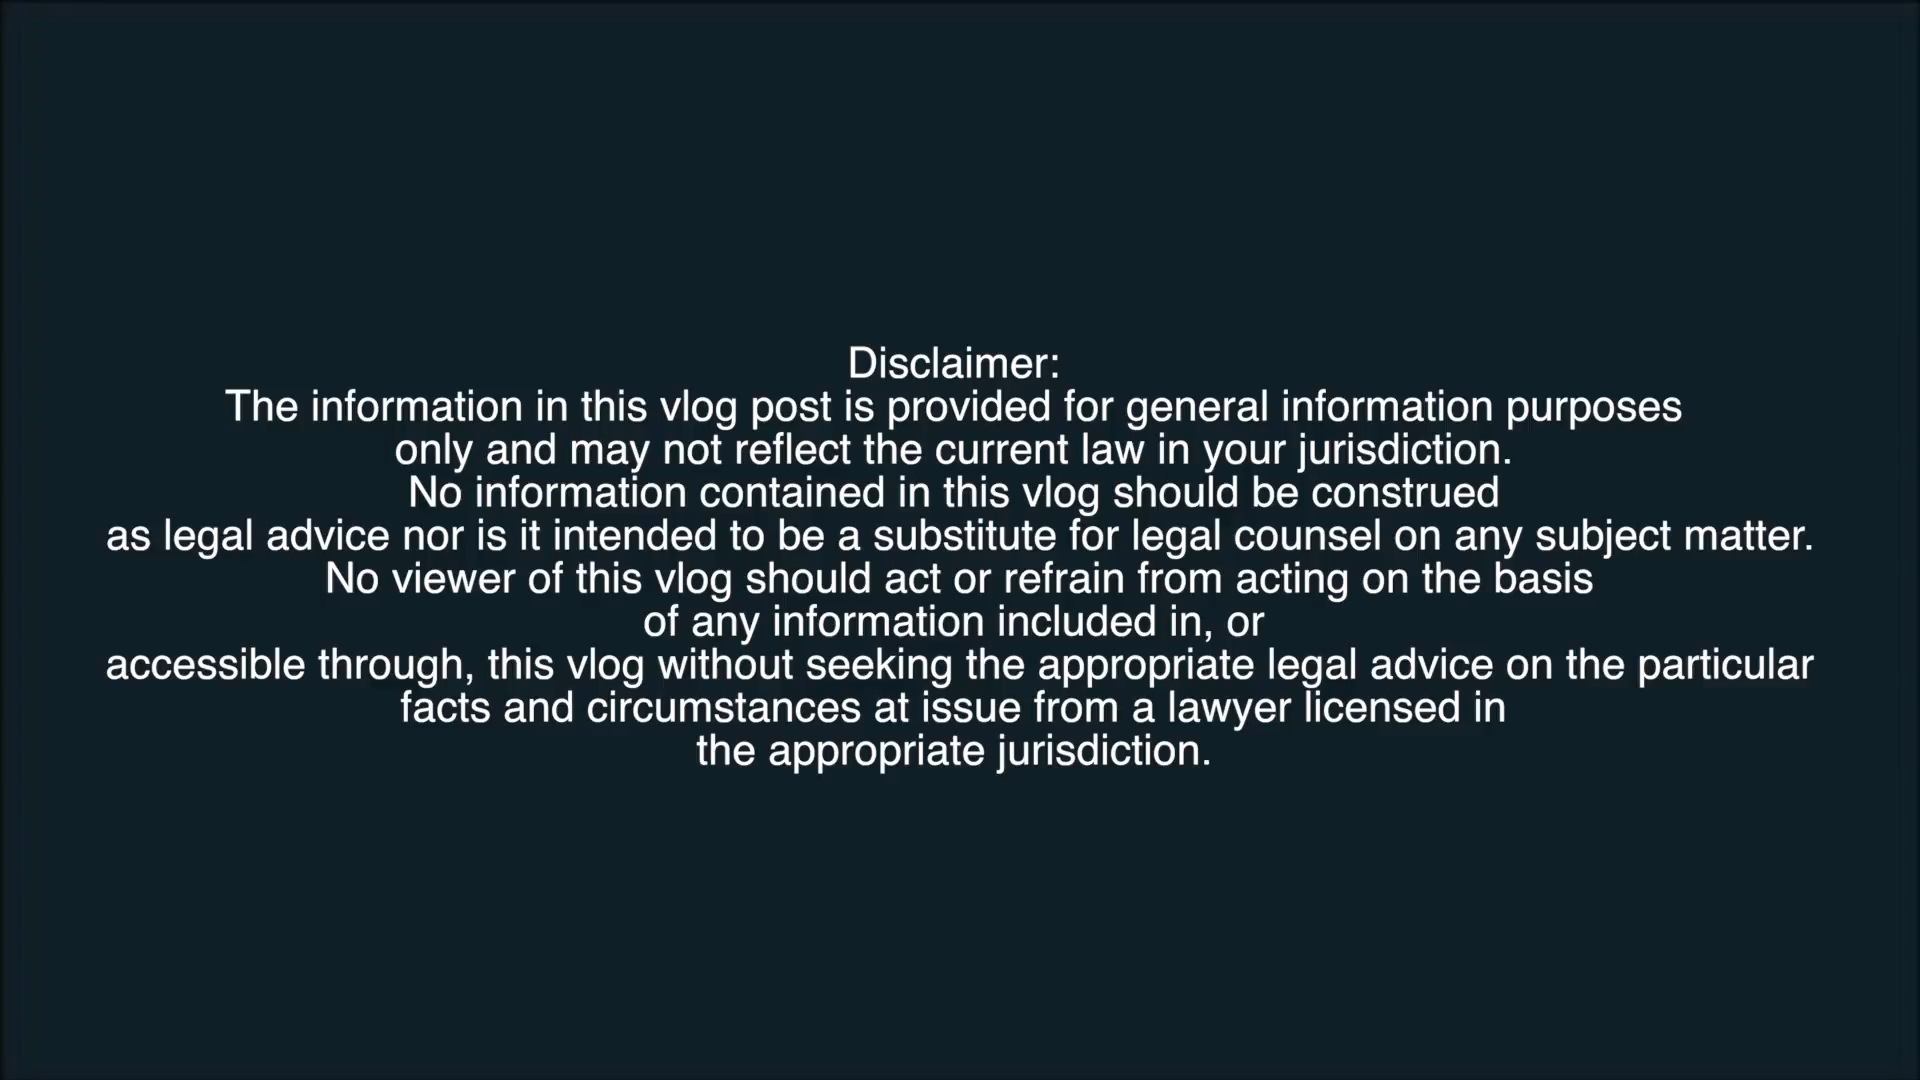 Disclaimer:
The information in this vlog post is provided for general information purposes
only and may not reflect the current law in your jurisdiction.
No information contained in this vlog should be construed
as legal advice nor is it intended to be a substitute for legal counsel on any subject matter.
No viewer of this vlog should act or refrain from acting on the basis
of any information included in, or
accessible through, this vlog without seeking the appropriate legal advice on the particular
facts and circumstances at issue from a lawyer licensed in
the appropriate jurisdiction.